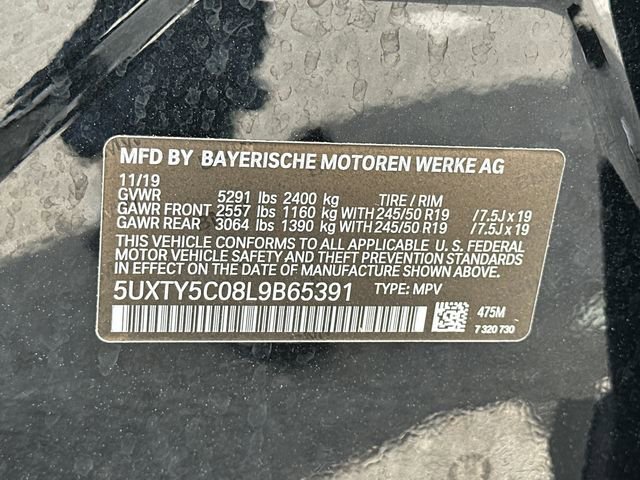 MFD BY BAYERISCHE MOTOREN WERKE AG
11/19
GVWR 5291 lbs 2400 kg TIRE / RIM
GAWR FRONT 2557 lbs 1160 kg WITH 245/50 R19 / 7.5J x 19
GAWR REAR 3064 lbs 1390 kg WITH 245/50 R19 / 7.5J x 19
THIS VEHICLE CONFORMS TO ALL APPLICABLE U. S. FEDERAL
MOTOR VEHICLE SAFETY AND THEFT PREVENTION STANDARDS
IN EFFECT ON THE DATE OF MANUFACTURE SHOWN ABOVE.
5UXTY5C08L9B65391 TYPE: MPV
475M
7 320 730